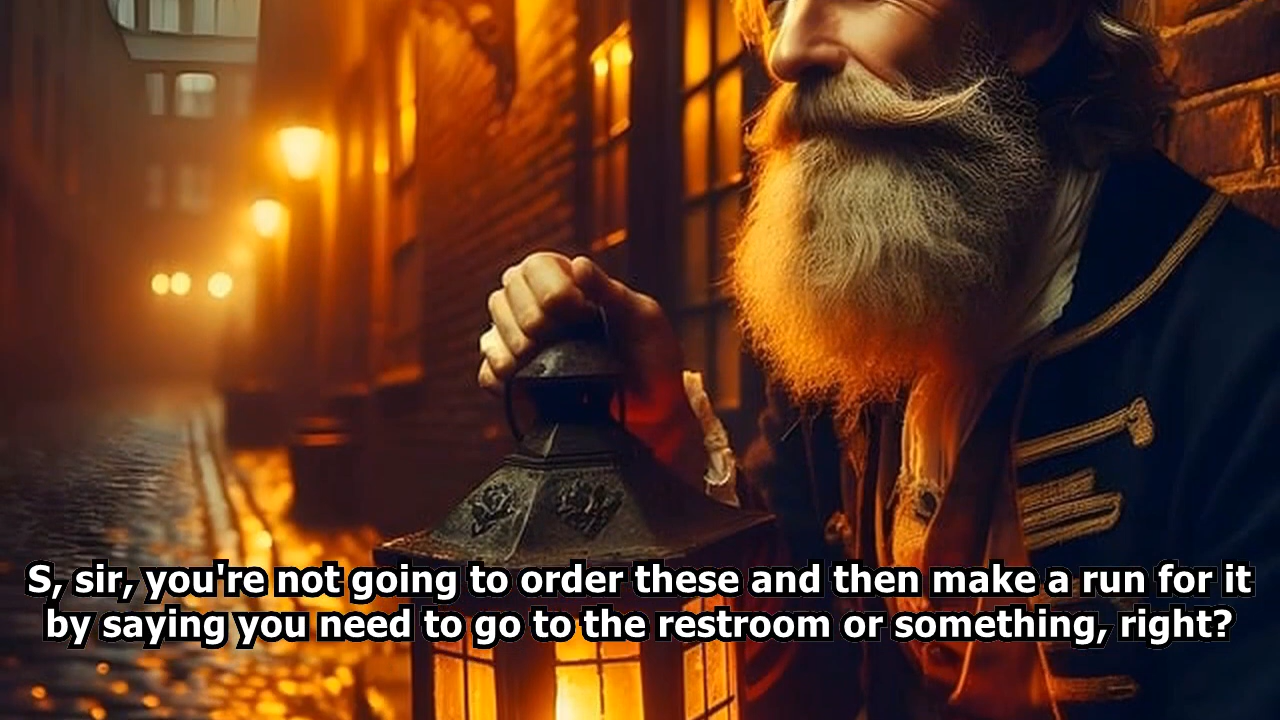 S, sir, you're not going to order these and then make a run for it
by saying you need to go to the restroom or something, right?